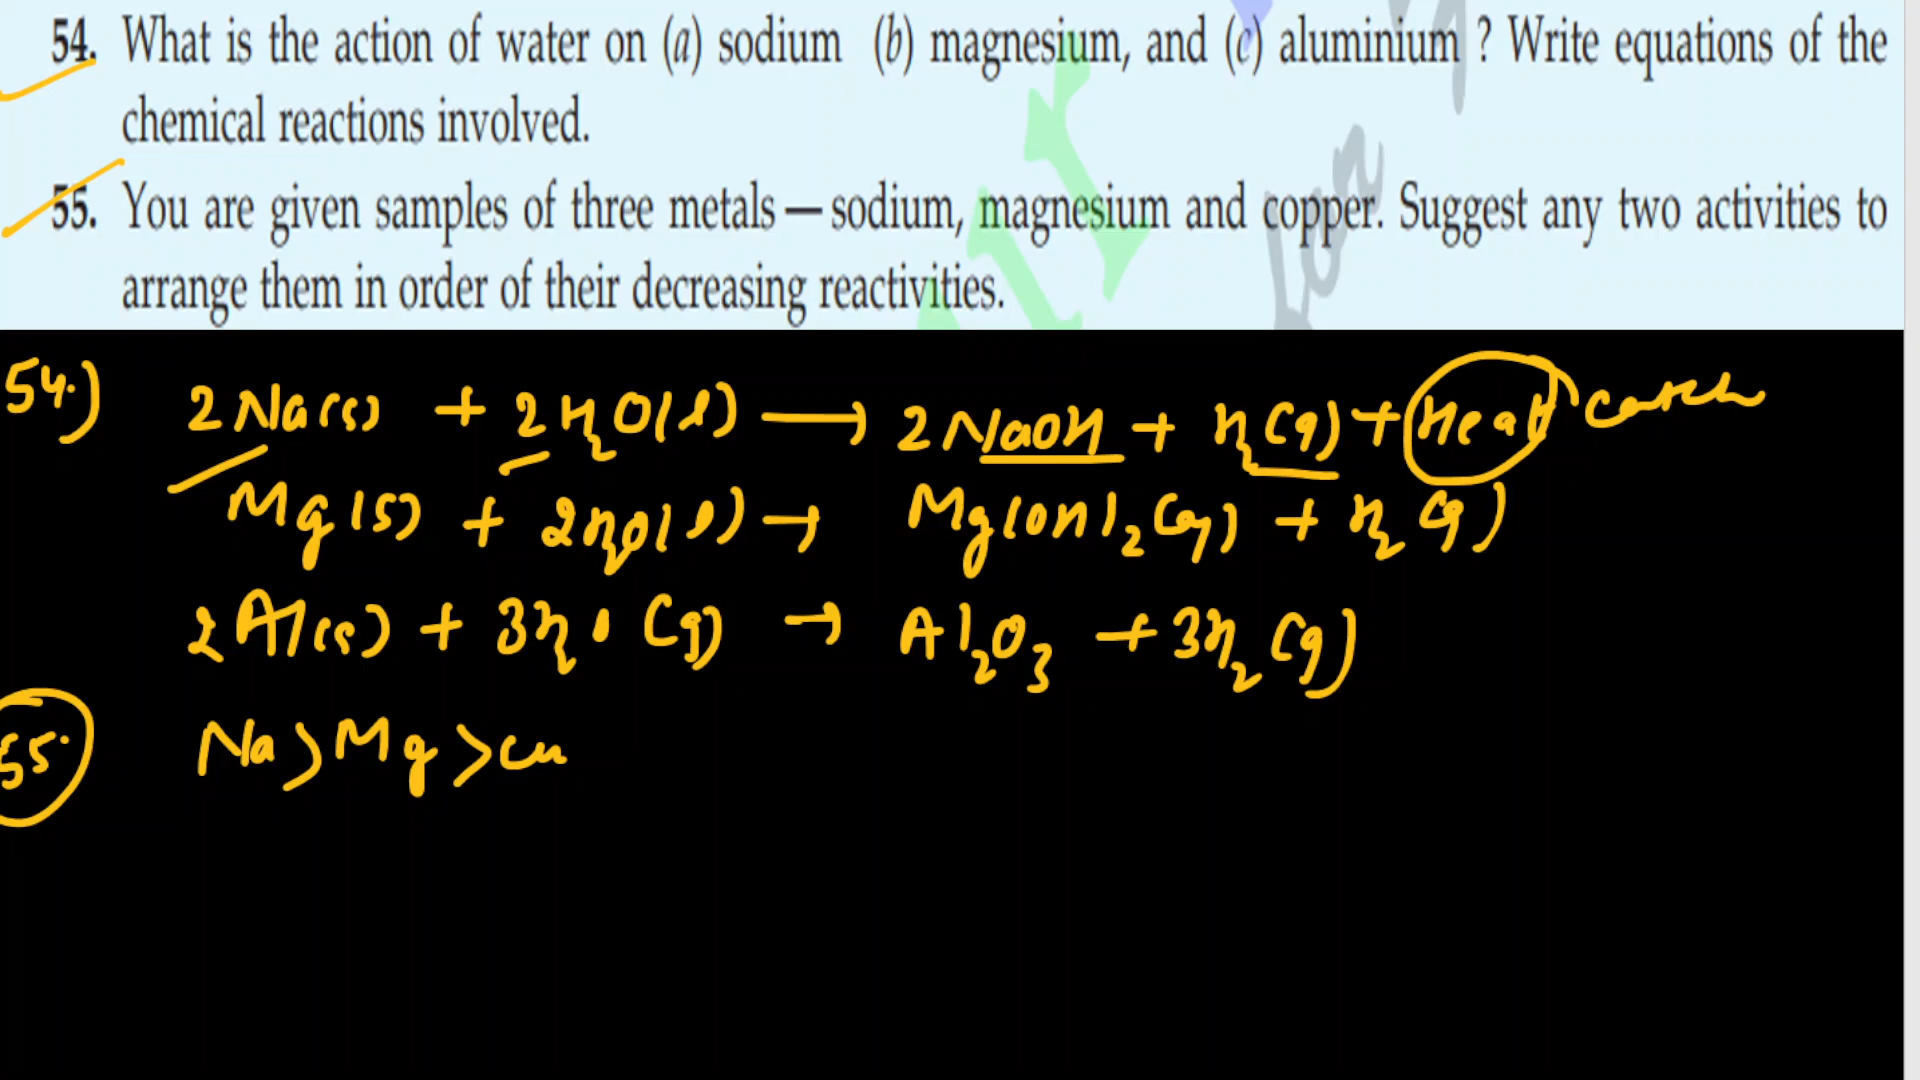 54. What is the action of water on (a) sodium (b) magnesium, and (c) aluminium ? Write equations of the
chemical reactions involved.
55. You are given samples of three metals — sodium, magnesium and copper. Suggest any two activities to
arrange them in order of their decreasing reactivities.
54.) 2Na(s) + 2H₂O(l) → 2NaOH + H₂(g) + Heat catch
Mg(s) + 2H₂O(l) → Mg(OH)₂(aq) + H₂(g)
2Al(s) + 3H₂O(g) → Al₂O₃ + 3H₂(g)
55. Na > Mg > Cu